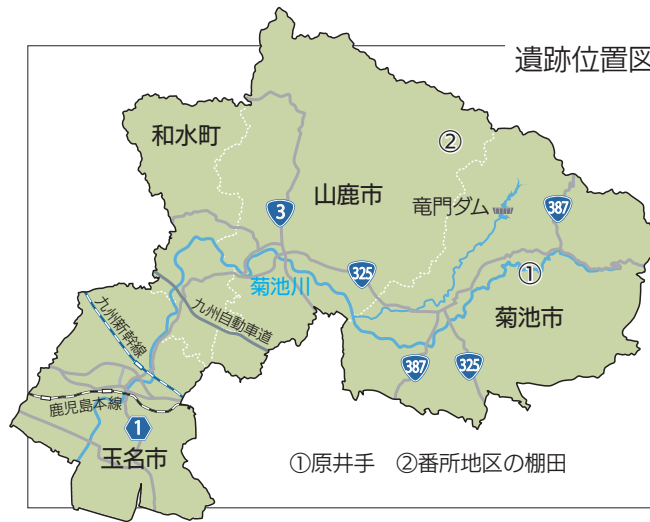 遺跡位置図
和水町
②
山鹿市
竜門ダム
3
387
325
①
菊池川
菊池市
九州自動車道
九州新幹線
387
325
鹿児島本線
1
玉名市
①原井手 ②番所地区の棚田